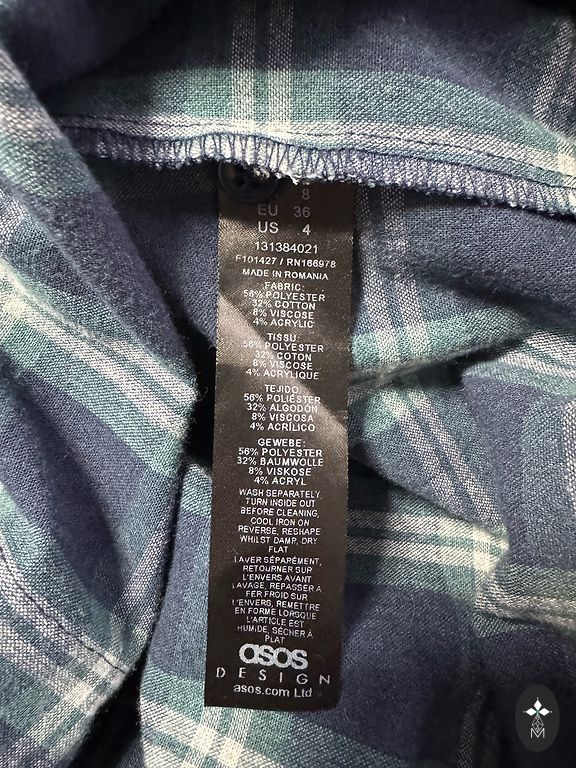 8
EU 36
US 4
131384021
F101427 / RN166978
MADE IN ROMANIA
FABRIC:
56% POLYESTER
32% COTTON
8% VISCOSE
4% ACRYLIC
TISSU:
56% POLYESTER
32% COTON
8% VISCOSE
4% ACRYLIQUE
TEJIDO:
56% POLIÉSTER
32% ALGODÓN
8% VISCOSA
4% ACRÍLICO
GEWEBE:
56% POLYESTER
32% BAUMWOLLE
8% VISKOSE
4% ACRYL
WASH SEPARATELY,
TURN INSIDE OUT
BEFORE CLEANING,
COOL IRON ON
REVERSE, RESHAPE
WHILST DAMP, DRY
FLAT
LAVER SÉPARÉMENT,
RETOURNER SUR
L'ENVERS AVANT
LAVAGE, REPASSER À
FER FROID SUR
L'ENVERS, REMETTRE
EN FORME LORSQUE
L'ARTICLE EST
HUMIDE, SÉCHER À
PLAT
asos
DESIGN
asos.com Ltd
M